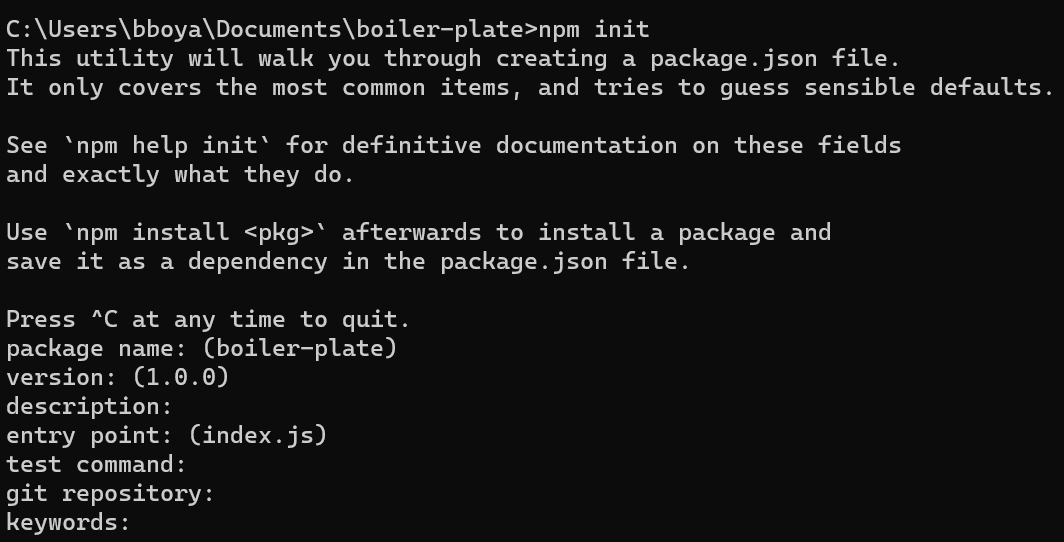 C:\Users\bboya\Documents\boiler-plate>npm init
This utility will walk you through creating a package.json file.
It only covers the most common items, and tries to guess sensible defaults.
See `npm help init` for definitive documentation on these fields
and exactly what they do.
Use `npm install <pkg>` afterwards to install a package and
save it as a dependency in the package.json file.
Press ^C at any time to quit.
package name: (boiler-plate)
version: (1.0.0)
description:
entry point: (index.js)
test command:
git repository:
keywords: